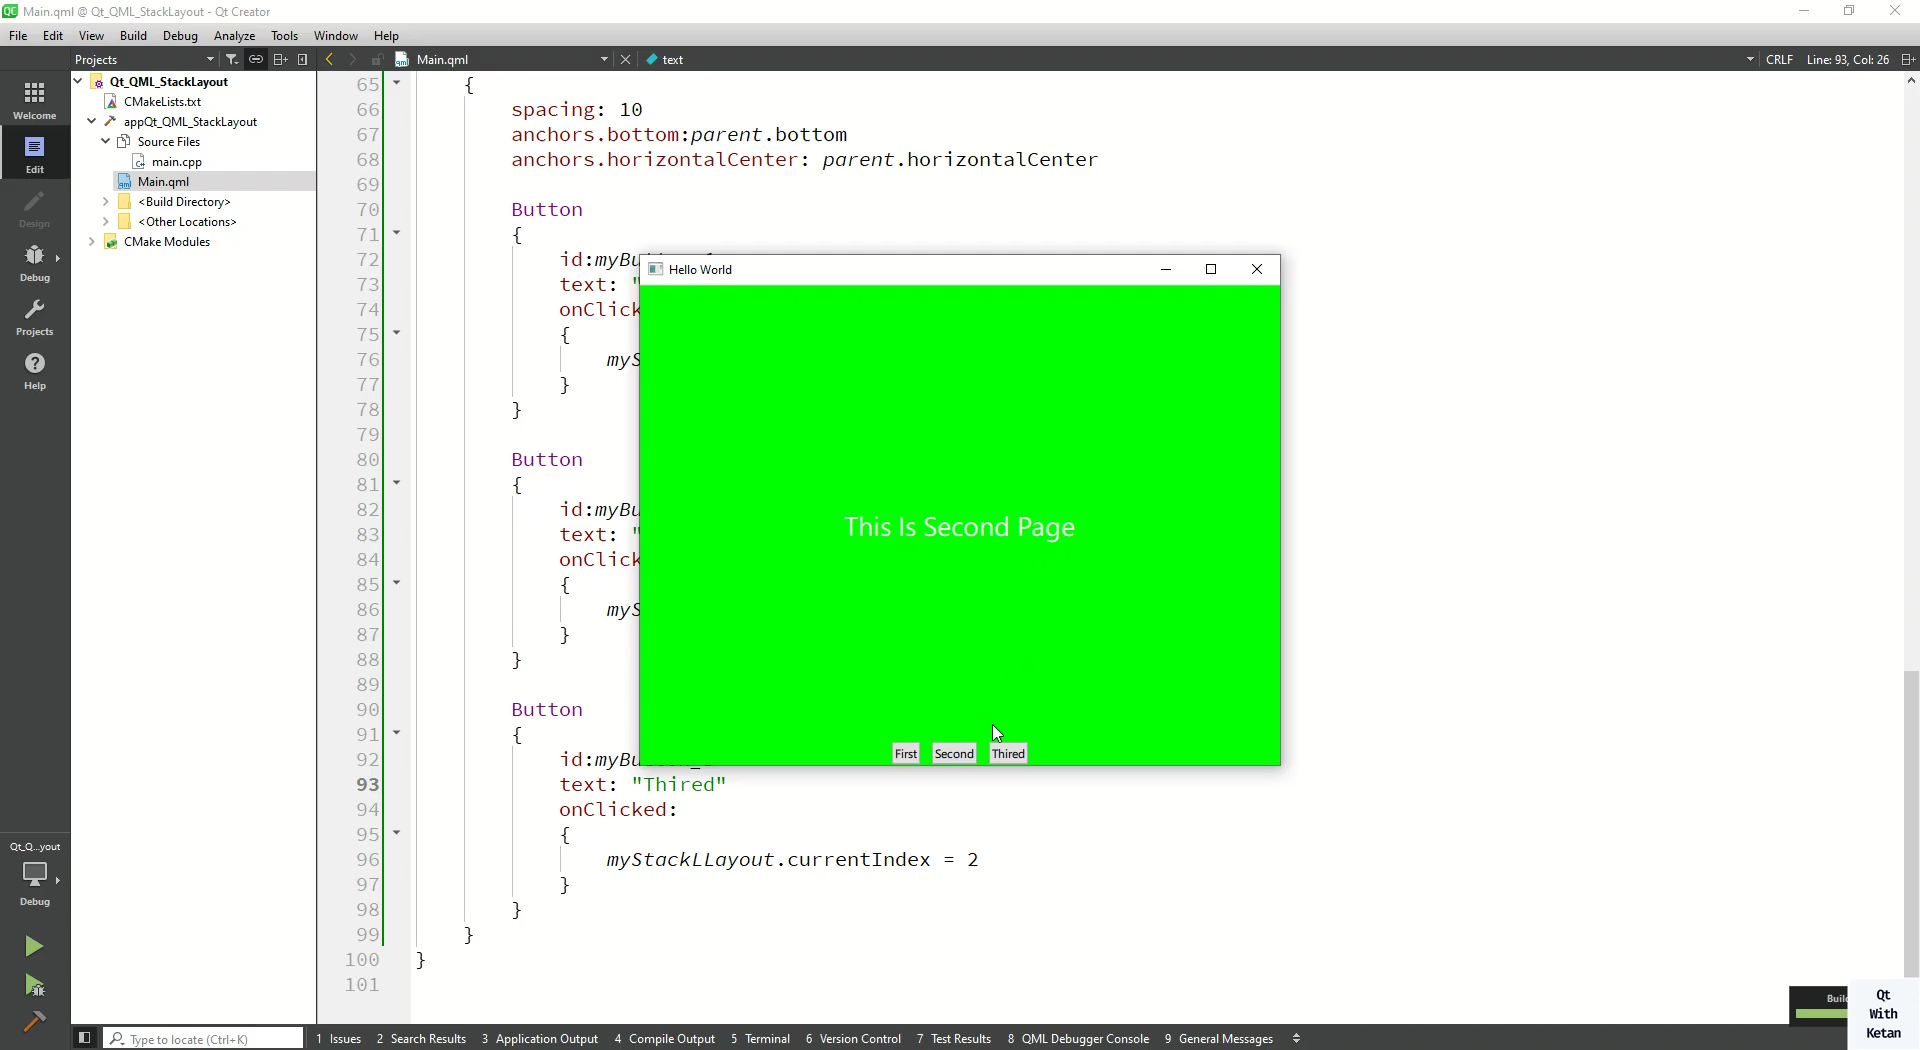 Main.qml @ Qt_QML_StackLayout - Qt Creator
File Edit View Build Debug Analyze Tools Window Help
Projects Main.qml text CRLF Line: 93, Col: 26
Welcome
Edit
Design
Debug
Projects
Help
Qt_Q...yout
Debug
Qt_QML_StackLayout
CMakeLists.txt
appQt_QML_StackLayout
Source Files
main.cpp
Main.qml
<Build Directory>
<Other Locations>
CMake Modules
65 {
66 spacing: 10
67 anchors.bottom:parent.bottom
68 anchors.horizontalCenter: parent.horizontalCenter
69
70 Button
71 {
72 id:myBu
73 text: "
74 onClick
75 {
76 myS
77 }
78 }
79
80 Button
81 {
82 id:myBu
83 text: "
84 onClick
85 {
86 myS
87 }
88 }
89
90 Button
91 {
92 id:myBu
93 text: "Thired"
94 onClicked:
95 {
96 myStackLLayout.currentIndex = 2
97 }
98 }
99 }
100 }
101
Hello World
This Is Second Page
First Second Thired
Buil
Qt
With
Ketan
Type to locate (Ctrl+K) 1 Issues 2 Search Results 3 Application Output 4 Compile Output 5 Terminal 6 Version Control 7 Test Results 8 QML Debugger Console 9 General Messages